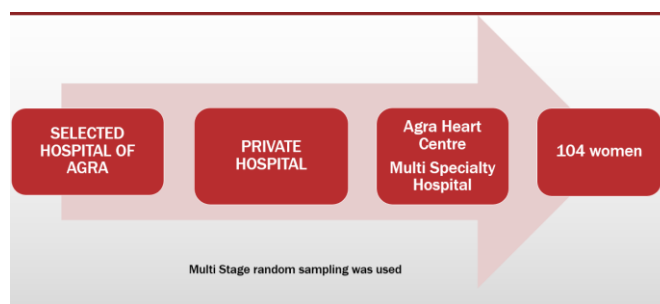 SELECTED
HOSPITAL OF
AGRA
PRIVATE
HOSPITAL
Agra Heart
Centre
Multi Specialty
Hospital
104 women
Multi Stage random sampling was used